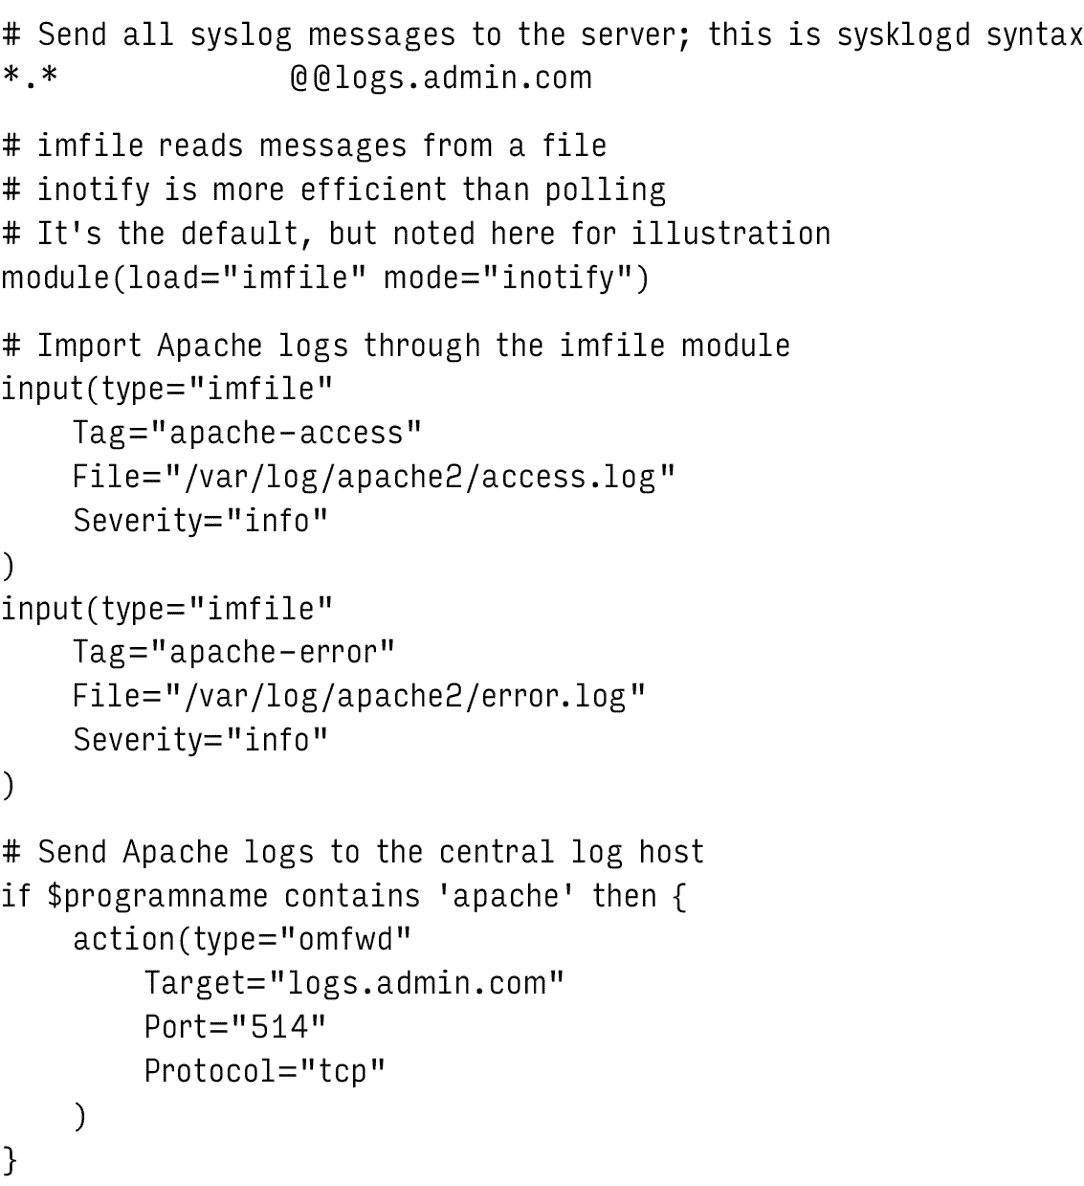 # Send all syslog messages to the server; this is sysklogd syntax
*.*             @@logs.admin.com
# imfile reads messages from a file
# inotify is more efficient than polling
# It's the default, but noted here for illustration
module(load="imfile" mode="inotify")
# Import Apache logs through the imfile module
input(type="imfile"
    Tag="apache-access"
    File="/var/log/apache2/access.log"
    Severity="info"
)
input(type="imfile"
    Tag="apache-error"
    File="/var/log/apache2/error.log"
    Severity="info"
)
# Send Apache logs to the central log host
if $programname contains 'apache' then {
    action(type="omfwd"
        Target="logs.admin.com"
        Port="514"
        Protocol="tcp"
    )
}